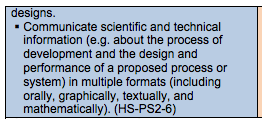 designs.
▪ Communicate scientific and technical
information (e.g. about the process of
development and the design and
performance of a proposed process or
system) in multiple formats (including
orally, graphically, textually, and
mathematically). (HS-PS2-6)